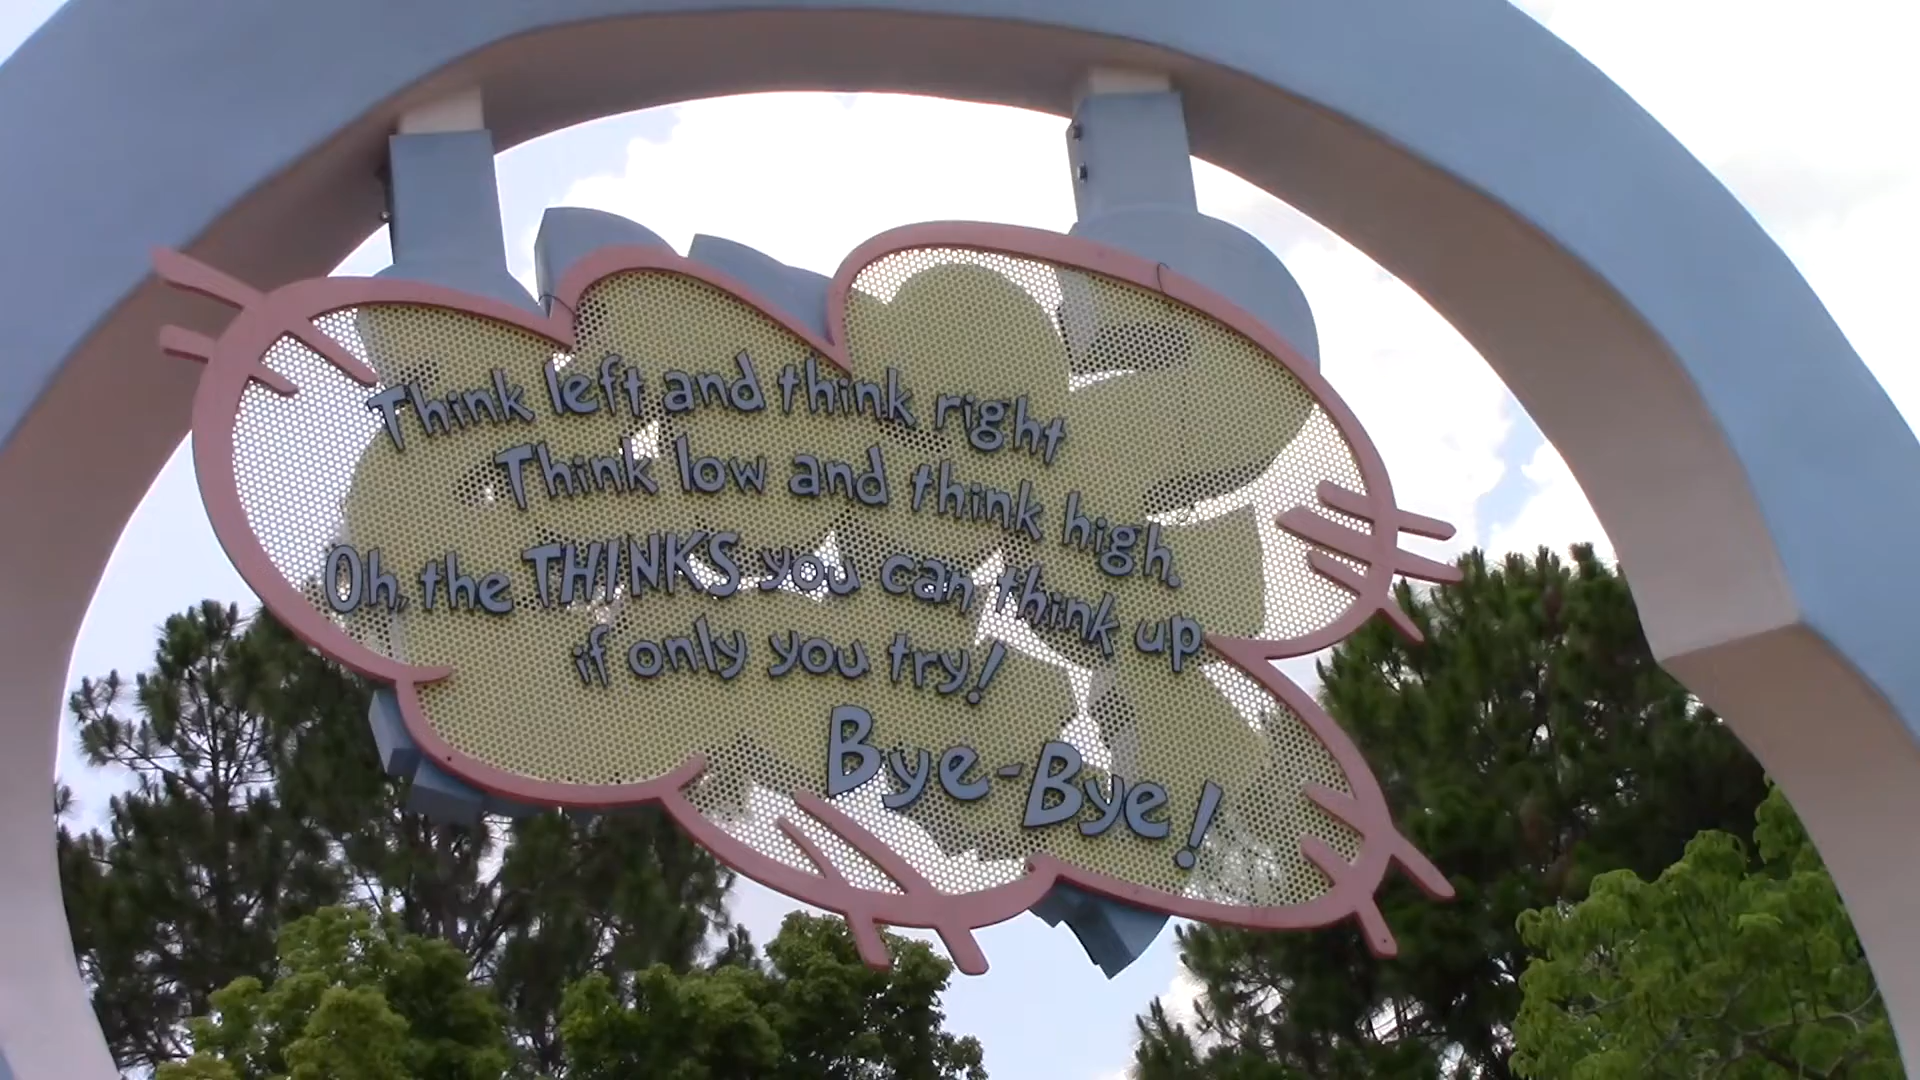 Think left and think right
Think low and think high.
Oh, the THINKS you can think up
if only you try!
Bye-Bye!